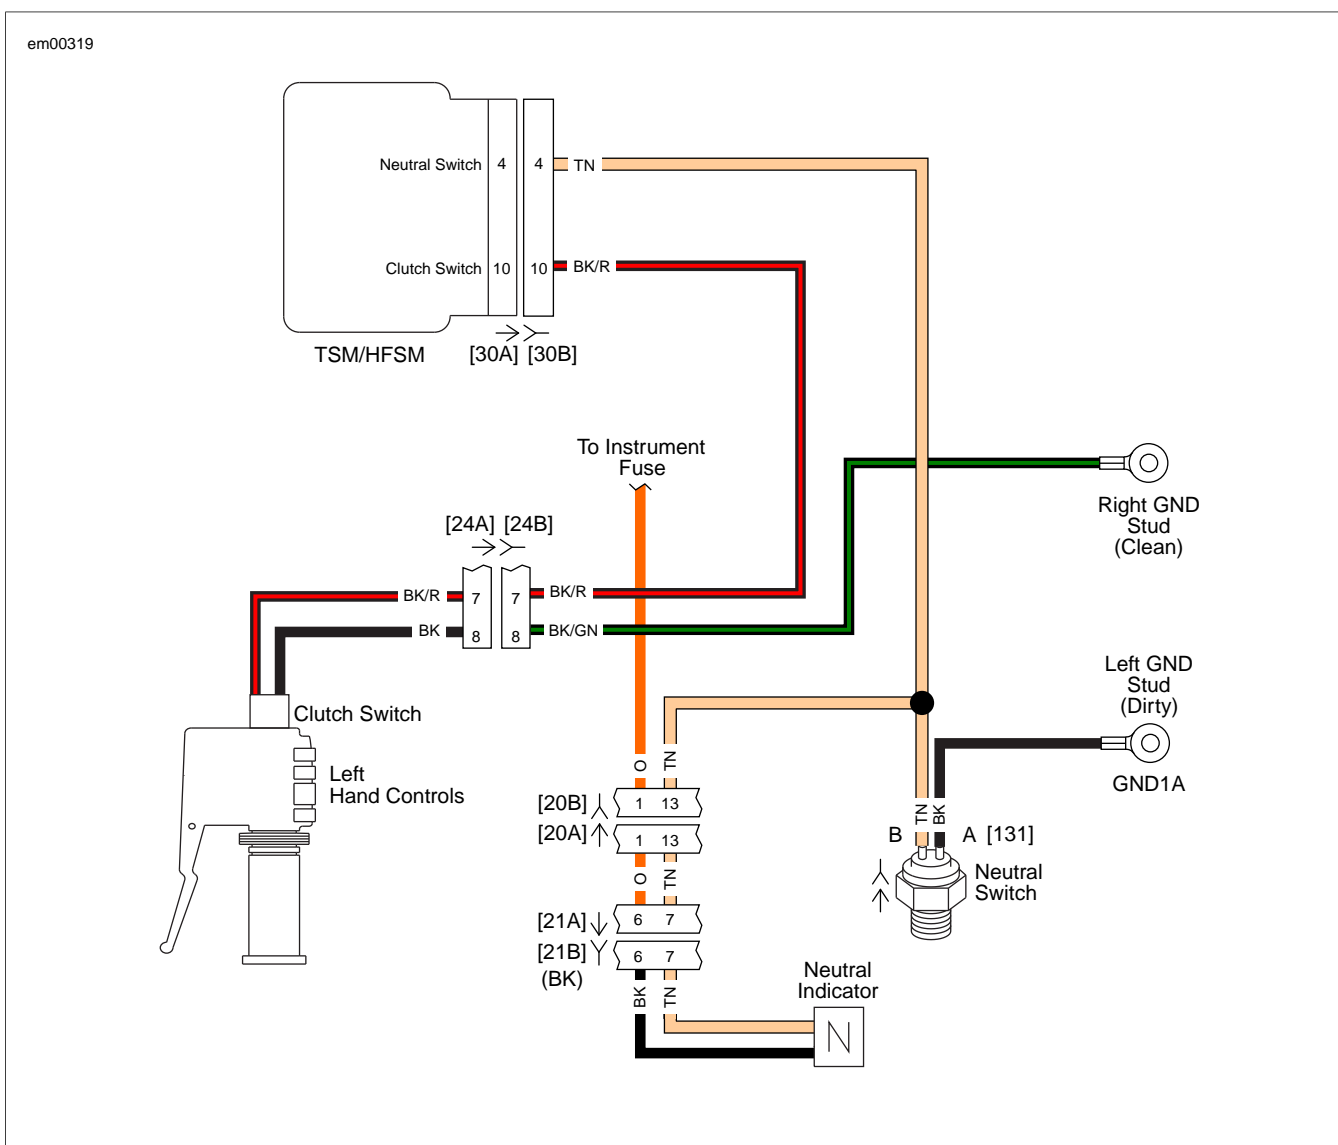 em00319
Neutral Switch
4
4
TN
Clutch Switch
10
10
BK/R
TSM/HFSM
[30A]
[30B]
To Instrument
Fuse
Right GND
Stud
(Clean)
[24A]
[24B]
BK/R
7
7
BK/R
BK
8
8
BK/GN
Left GND
Stud
(Dirty)
GND1A
Clutch Switch
Left
Hand Controls
O
TN
[20B]
1
13
[20A]
1
13
O
TN
[21A]
6
7
[21B]
6
7
(BK)
BK
TN
TN
BK
B
A
[131]
Neutral
Switch
Neutral
Indicator
N